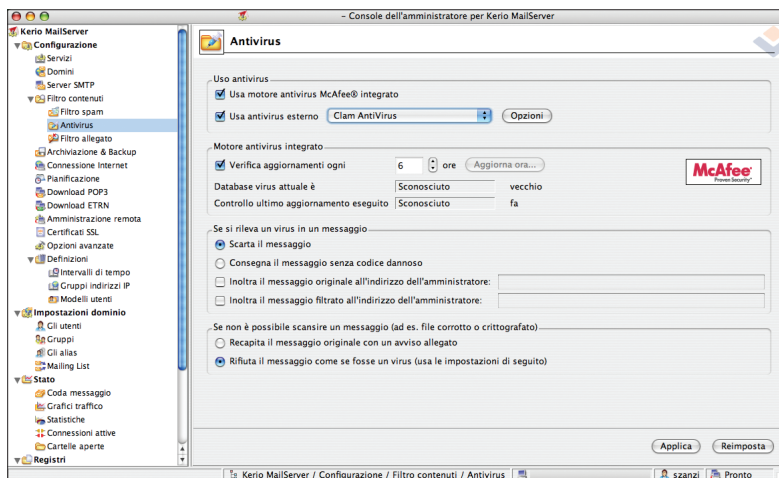 – Console dell'amministratore per Kerio MailServer
Kerio MailServer
Configurazione
Servizi
Domini
Server SMTP
Filtro contenuti
Filtro spam
Antivirus
Filtro allegato
Archiviazione & Backup
Connessione Internet
Pianificazione
Download POP3
Download ETRN
Amministrazione remota
Certificati SSL
Opzioni avanzate
Definizioni
Intervalli di tempo
Gruppi indirizzi IP
Modelli utenti
Impostazioni dominio
Gli utenti
Gruppi
Gli alias
Mailing List
Stato
Coda messaggio
Grafici traffico
Statistiche
Connessioni attive
Cartelle aperte
Registri
Antivirus
Uso antivirus
Usa motore antivirus McAfee® integrato
Usa antivirus esterno Clam AntiVirus Opzioni
Motore antivirus integrato
Verifica aggiornamenti ogni 6 ore Aggiorna ora...
McAfee®
Proven Security™
Database virus attuale è Sconosciuto vecchio
Controllo ultimo aggiornamento eseguito Sconosciuto fa
Se si rileva un virus in un messaggio
Scarta il messaggio
Consegna il messaggio senza codice dannoso
Inoltra il messaggio originale all'indirizzo dell'amministratore:
Inoltra il messaggio filtrato all'indirizzo dell'amministratore:
Se non è possibile scansire un messaggio (ad es. file corrotto o crittografato)
Recapita il messaggio originale con un avviso allegato
Rifiuta il messaggio come se fosse un virus (usa le impostazioni di seguito)
Applica Reimposta
Kerio MailServer / Configurazione / Filtro contenuti / Antivirus szanzi Pronto